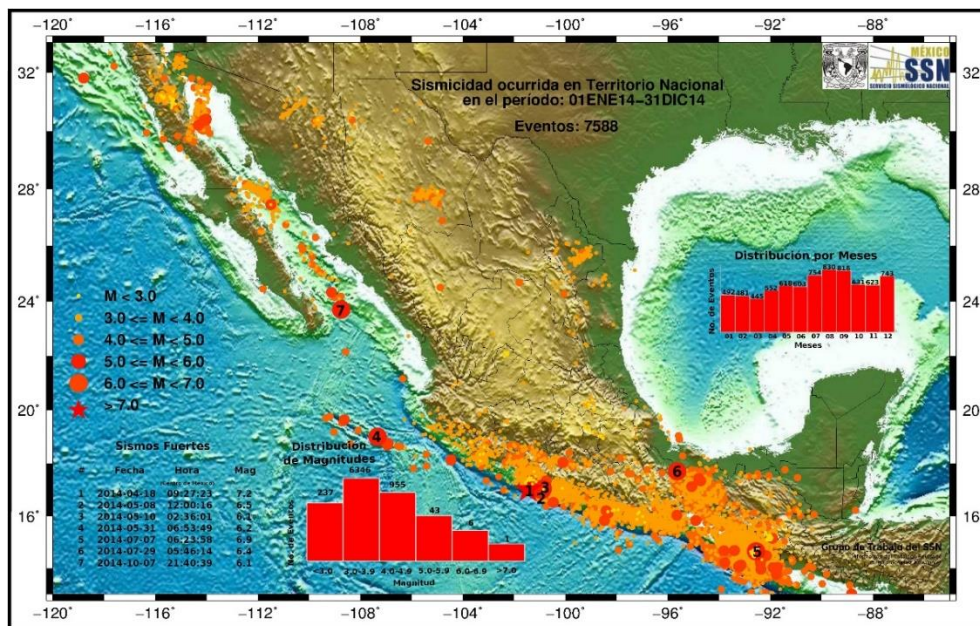 −120 −116 −112 −108 −104 −100 −96 −92 −88
32°
28°
24°
20°
16°
Sismicidad ocurrida en Territorio Nacional
en el período: 01ENE14−31DIC14
Eventos: 7588
MÉXICO
SSN
SERVICIO SISMOLÓGICO NACIONAL
32°
28°
24°
20°
16°
M < 3.0
3.0 <= M < 4.0
4.0 <= M < 5.0
5.0 <= M < 6.0
6.0 <= M < 7.0
> 7.0
Distribución por Meses
No. de Eventos
754 830 816 743
01 02 03 04 05 06 07 08 09 10 11 12
Meses
7
4
1
2
3
6
5
Sismos Fuertes
# Fecha Hora Mag
1 2014−04−18 09:27:23 7.2
2 2014−05−08 12:00:16 6.5
3 2014−05−10 02:36:01 6.1
4 2014−05−31 06:53:49 6.2
5 2014−07−07 06:23:58 6.9
6 2014−07−29 05:46:14 6.4
7 2014−10−07 21:40:39 6.1
Distribución
de Magnitudes
No. de Eventos
237 6346 955 43 6 1
<3.0 3.0−3.9 4.0−4.9 5.0−5.9 6.0−6.9 >7.0
Magnitud
Grupo de Trabajo del SSN
−120 −116 −112 −108 −104 −100 −96 −92 −88